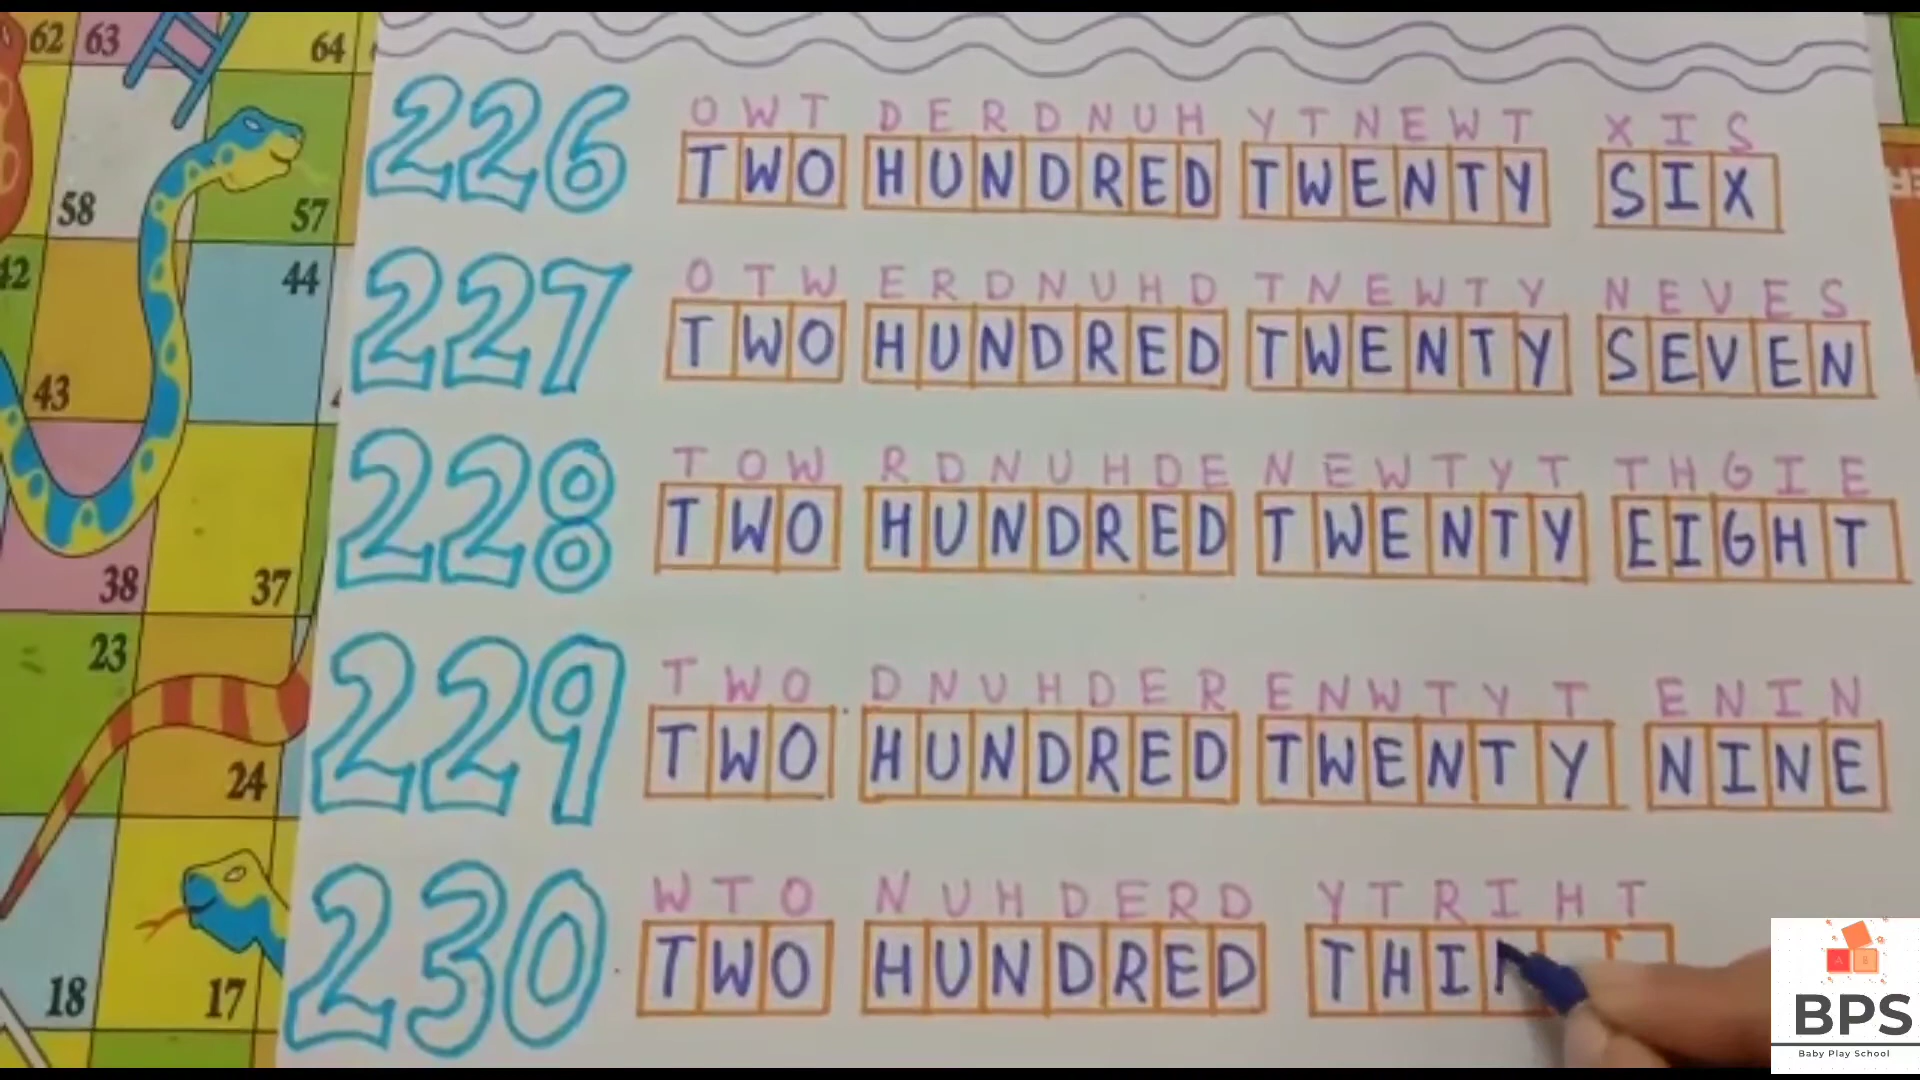 62 63 64
58 57
42 44
43
38 37
23
24
18 17
OWT DERDNUH YTNEWT XIS
226 TWO HUNDRED TWENTY SIX
OTW ERDNUHD TNEWTY NEVES
227 TWO HUNDRED TWENTY SEVEN
TOW RDNUHDE NEWTYT THGIE
228 TWO HUNDRED TWENTY EIGHT
TWO DNUHDER ENWTYT ENIN
229 TWO HUNDRED TWENTY NINE
WTO NUHDERD YTRIHT
230 TWO HUNDRED THI
A B
BPS
Baby Play School